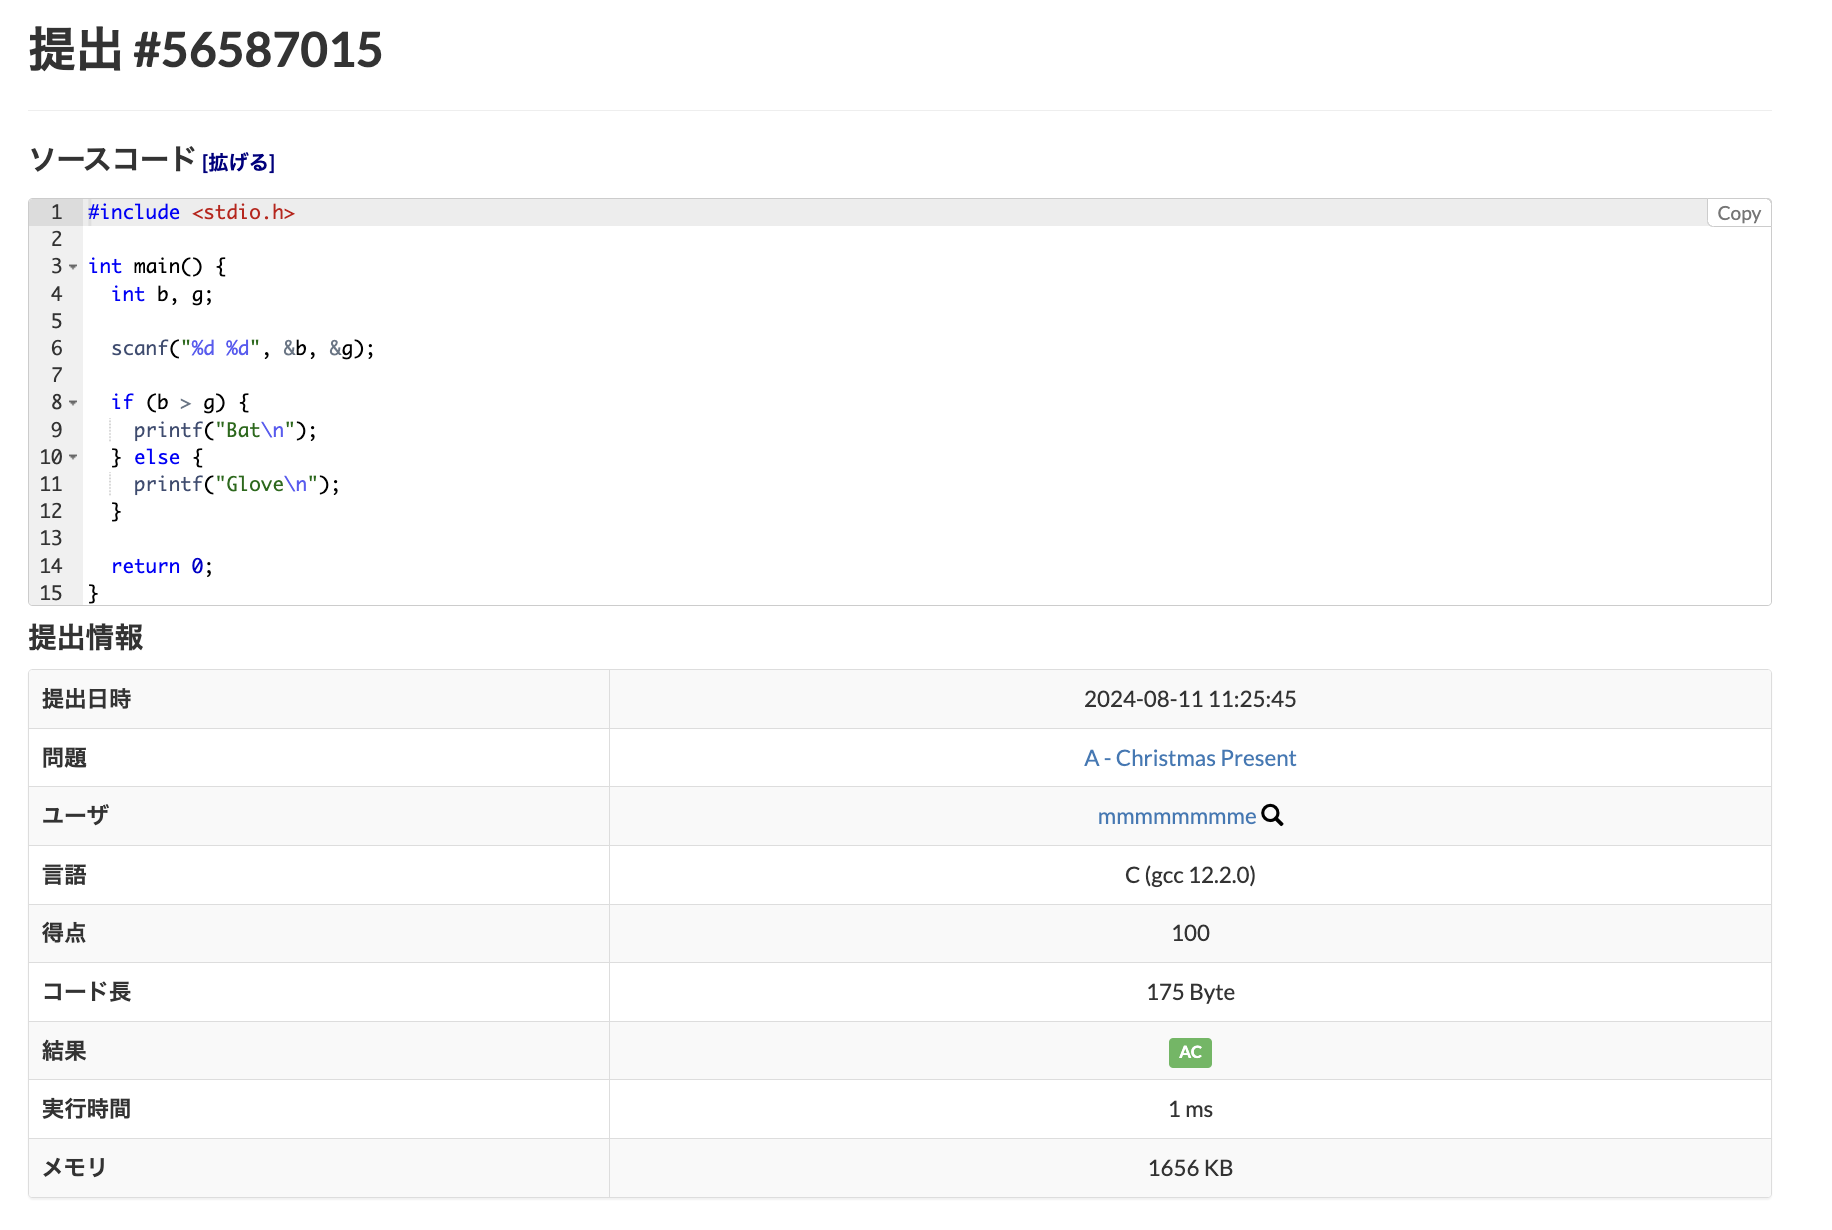 提出 #56587015
ソースコード [拡げる]
Copy
1 #include <stdio.h>
2
3 int main() {
4   int b, g;
5
6   scanf("%d %d", &b, &g);
7
8   if (b > g) {
9     printf("Bat\n");
10   } else {
11     printf("Glove\n");
12   }
13
14   return 0;
15 }
提出情報
提出日時 2024-08-11 11:25:45
問題 A - Christmas Present
ユーザ mmmmmmmme
言語 C (gcc 12.2.0)
得点 100
コード長 175 Byte
結果 AC
実行時間 1 ms
メモリ 1656 KB